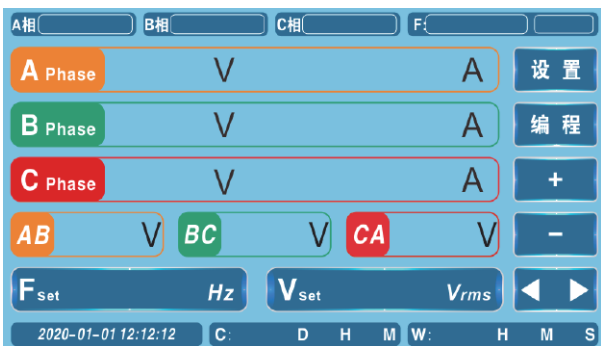 A相 B相 C相 F:
A Phase V A 设置
B Phase V A 编程
C Phase V A +
AB V BC V CA V −
Fset Hz Vset Vrms ◀ ▶
2020-01-01 12:12:12 C: D H M W: H M S